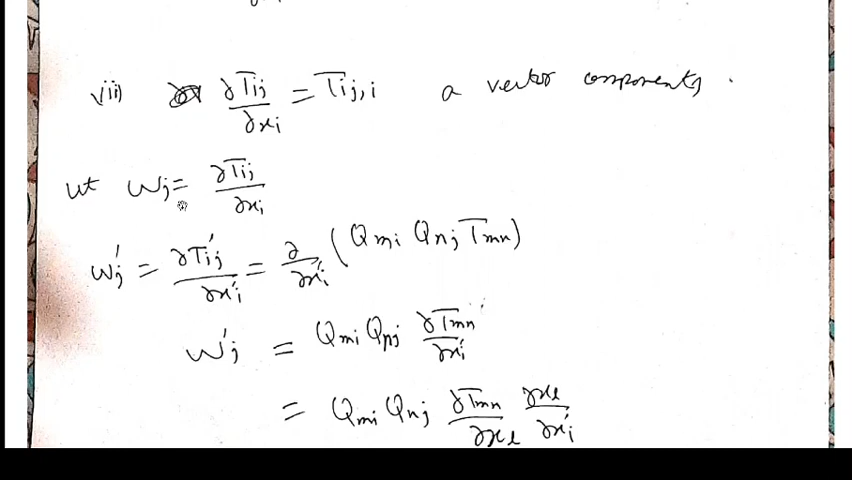 vii) ∂Tij/∂xi = Tij,i a vector components.
let wj = ∂Tij/∂xi
w'j = ∂T'ij/∂x'i = ∂/∂x'i (Qmi Qnj Tmn)
w'j = Qmi Qnj ∂Tmn/∂x'i
= Qmi Qnj ∂Tmn/∂xl ∂xl/∂x'i